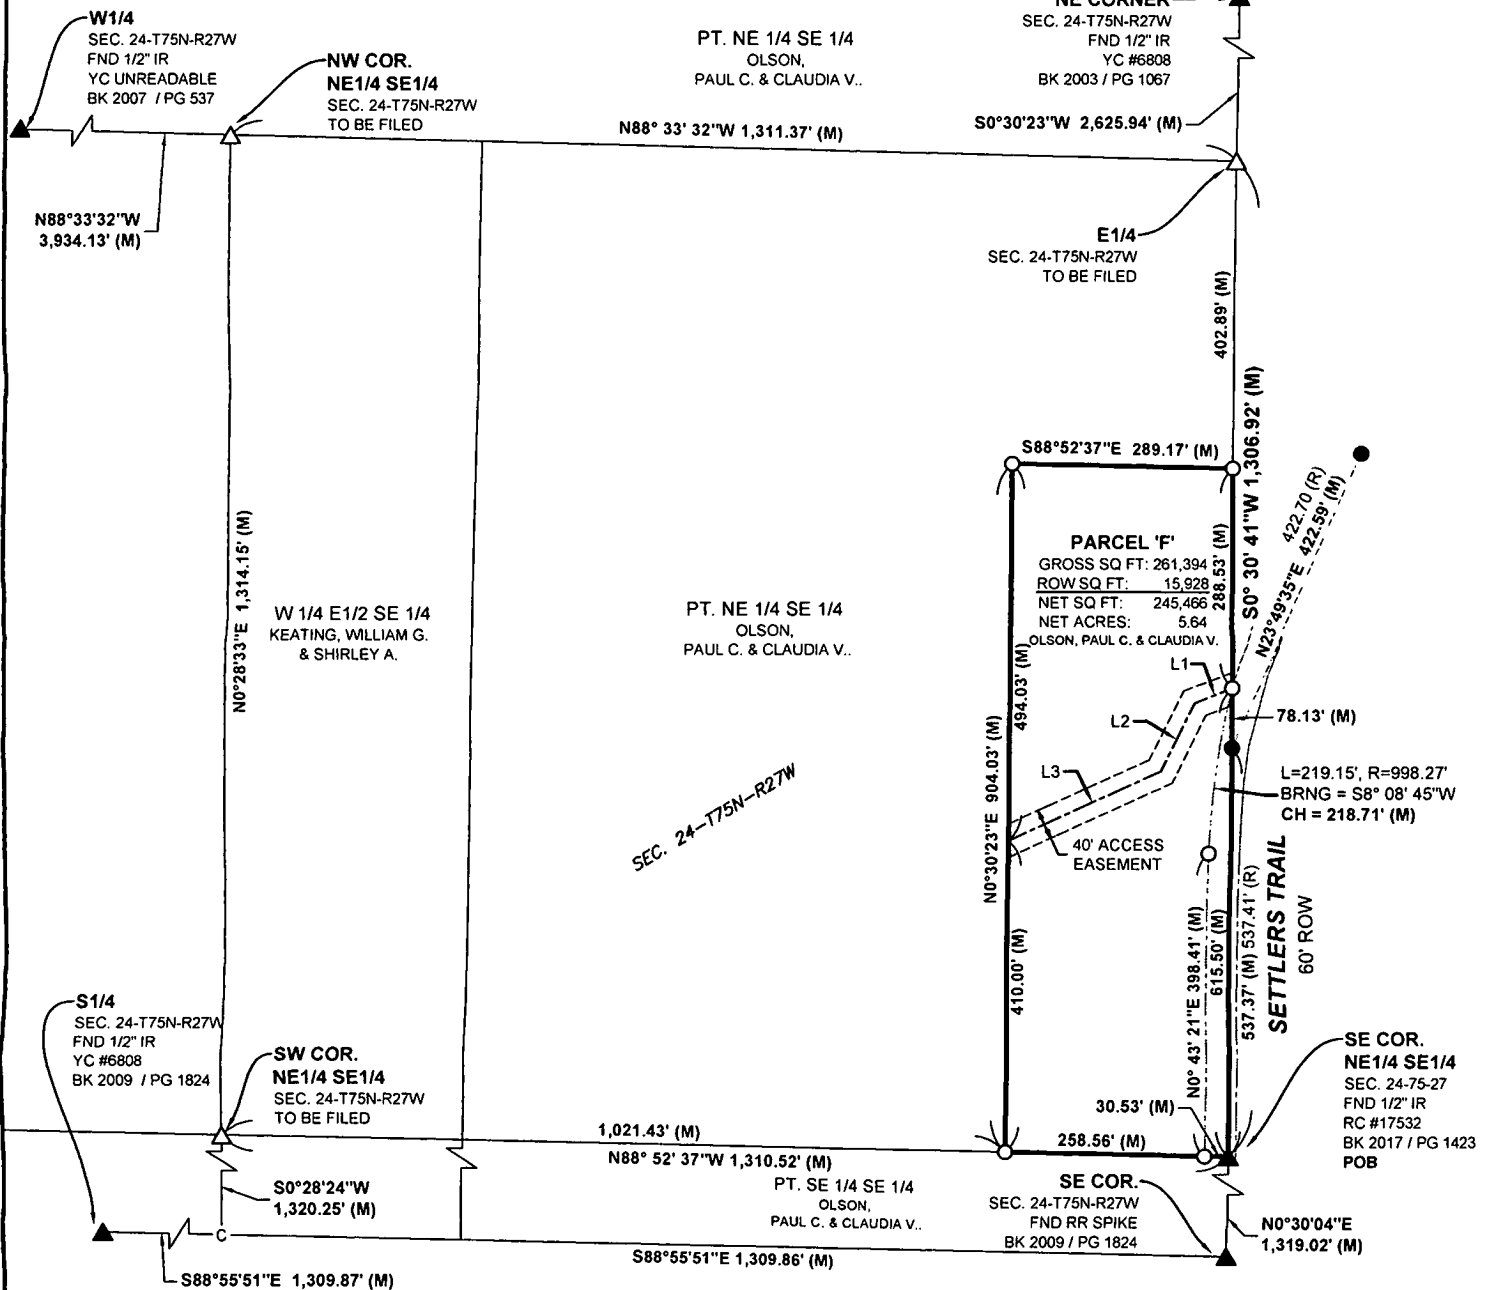 W1/4
SEC. 24-T75N-R27W
FND 1/2" IR
YC UNREADABLE
BK 2007 / PG 537
NW COR.
NE1/4 SE1/4
SEC. 24-T75N-R27W
TO BE FILED
PT. NE 1/4 SE 1/4
OLSON,
PAUL C. & CLAUDIA V..
NE CORNER
SEC. 24-T75N-R27W
FND 1/2" IR
YC #6808
BK 2003 / PG 1067
S0°30'23"W 2,625.94' (M)
N88° 33' 32"W 1,311.37' (M)
N88°33'32"W
3,934.13' (M)
E1/4
SEC. 24-T75N-R27W
TO BE FILED
402.89' (M)
S0° 30' 41"W 1,306.92' (M)
S88°52'37"E 289.17' (M)
422.70 (R)
N23°49'35"E 422.59' (M)
N0°28'33"E 1,314.15' (M)
W 1/4 E1/2 SE 1/4
KEATING, WILLIAM G.
& SHIRLEY A.
PT. NE 1/4 SE 1/4
OLSON,
PAUL C. & CLAUDIA V..
PARCEL 'F'
GROSS SQ FT: 261,394
ROW SQ FT: 15,928
NET SQ FT: 245,466
NET ACRES: 5.64
OLSON, PAUL C. & CLAUDIA V.
288.53' (M)
494.03' (M)
N0°30'23"E 904.03' (M)
L1
L2
L3
78.13' (M)
L=219.15', R=998.27'
BRNG = S8° 08' 45"W
CH = 218.71' (M)
40' ACCESS
EASEMENT
SEC. 24-T75N-R27W
410.00' (M)
N0° 43' 21"E 398.41' (M)
615.50' (M)
537.37' (M) 537.41' (R)
SETTLERS TRAIL
60' ROW
S1/4
SEC. 24-T75N-R27W
FND 1/2" IR
YC #6808
BK 2009 / PG 1824
SW COR.
NE1/4 SE1/4
SEC. 24-T75N-R27W
TO BE FILED
SE COR.
NE1/4 SE1/4
SEC. 24-75-27
FND 1/2" IR
RC #17532
BK 2017 / PG 1423
POB
30.53' (M)
1,021.43' (M)
258.56' (M)
N88° 52' 37"W 1,310.52' (M)
PT. SE 1/4 SE 1/4
OLSON,
PAUL C. & CLAUDIA V..
SE COR.
SEC. 24-T75N-R27W
FND RR SPIKE
BK 2009 / PG 1824
S0°28'24"W
1,320.25' (M)
N0°30'04"E
1,319.02' (M)
C
S88°55'51"E 1,309.86' (M)
S88°55'51"E 1,309.87' (M)